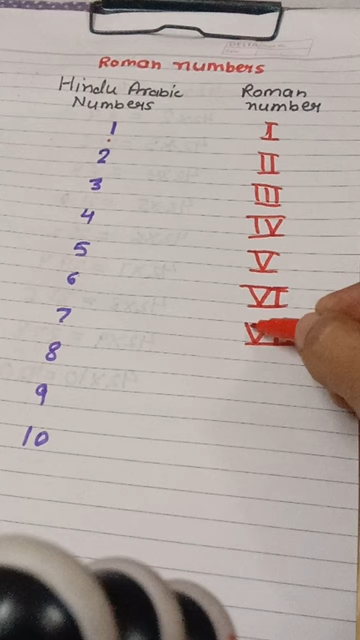 Roman numbers
Hindu Arabic Numbers Roman number
1 I
2 II
3 III
4 IV
5 V
6 VI
7
8
9
10